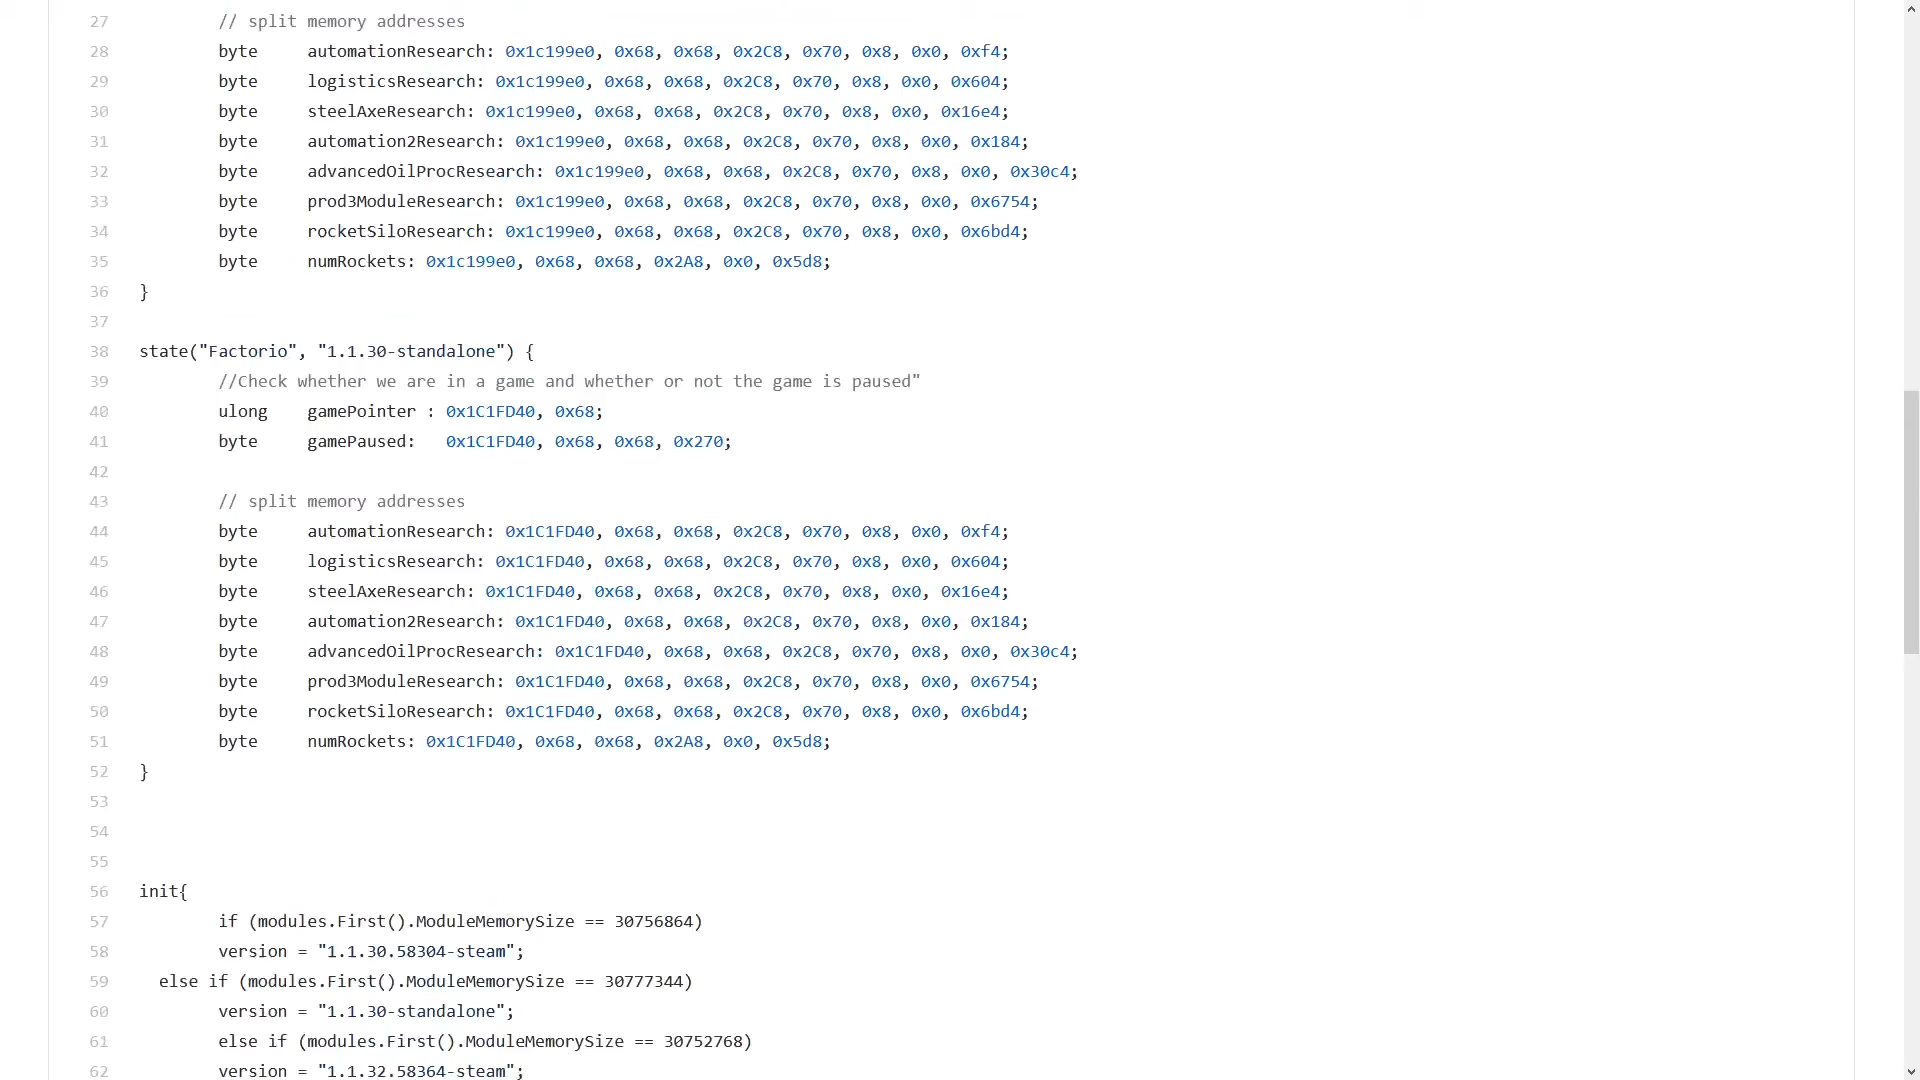 27 // split memory addresses
28 byte automationResearch: 0x1c199e0, 0x68, 0x68, 0x2C8, 0x70, 0x8, 0x0, 0xf4;
29 byte logisticsResearch: 0x1c199e0, 0x68, 0x68, 0x2C8, 0x70, 0x8, 0x0, 0x604;
30 byte steelAxeResearch: 0x1c199e0, 0x68, 0x68, 0x2C8, 0x70, 0x8, 0x0, 0x16e4;
31 byte automation2Research: 0x1c199e0, 0x68, 0x68, 0x2C8, 0x70, 0x8, 0x0, 0x184;
32 byte advancedOilProcResearch: 0x1c199e0, 0x68, 0x68, 0x2C8, 0x70, 0x8, 0x0, 0x30c4;
33 byte prod3ModuleResearch: 0x1c199e0, 0x68, 0x68, 0x2C8, 0x70, 0x8, 0x0, 0x6754;
34 byte rocketSiloResearch: 0x1c199e0, 0x68, 0x68, 0x2C8, 0x70, 0x8, 0x0, 0x6bd4;
35 byte numRockets: 0x1c199e0, 0x68, 0x68, 0x2A8, 0x0, 0x5d8;
36 }
37
38 state("Factorio", "1.1.30-standalone") {
39 //Check whether we are in a game and whether or not the game is paused"
40 ulong gamePointer : 0x1C1FD40, 0x68;
41 byte gamePaused: 0x1C1FD40, 0x68, 0x68, 0x270;
42
43 // split memory addresses
44 byte automationResearch: 0x1C1FD40, 0x68, 0x68, 0x2C8, 0x70, 0x8, 0x0, 0xf4;
45 byte logisticsResearch: 0x1C1FD40, 0x68, 0x68, 0x2C8, 0x70, 0x8, 0x0, 0x604;
46 byte steelAxeResearch: 0x1C1FD40, 0x68, 0x68, 0x2C8, 0x70, 0x8, 0x0, 0x16e4;
47 byte automation2Research: 0x1C1FD40, 0x68, 0x68, 0x2C8, 0x70, 0x8, 0x0, 0x184;
48 byte advancedOilProcResearch: 0x1C1FD40, 0x68, 0x68, 0x2C8, 0x70, 0x8, 0x0, 0x30c4;
49 byte prod3ModuleResearch: 0x1C1FD40, 0x68, 0x68, 0x2C8, 0x70, 0x8, 0x0, 0x6754;
50 byte rocketSiloResearch: 0x1C1FD40, 0x68, 0x68, 0x2C8, 0x70, 0x8, 0x0, 0x6bd4;
51 byte numRockets: 0x1C1FD40, 0x68, 0x68, 0x2A8, 0x0, 0x5d8;
52 }
53
54
55
56 init{
57 if (modules.First().ModuleMemorySize == 30756864)
58 version = "1.1.30.58304-steam";
59 else if (modules.First().ModuleMemorySize == 30777344)
60 version = "1.1.30-standalone";
61 else if (modules.First().ModuleMemorySize == 30752768)
62 version = "1.1.32.58364-steam";